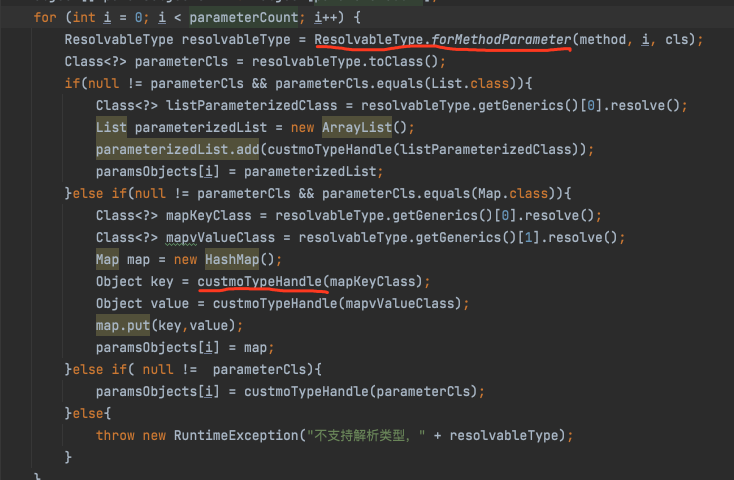 for (int i = 0; i < parameterCount; i++) {
ResolvableType resolvableType = ResolvableType.forMethodParameter(method, i, cls);
Class<?> parameterCls = resolvableType.toClass();
if(null != parameterCls && parameterCls.equals(List.class)){
Class<?> listParameterizedClass = resolvableType.getGenerics()[0].resolve();
List parameterizedList = new ArrayList();
parameterizedList.add(custmoTypeHandle(listParameterizedClass));
paramsObjects[i] = parameterizedList;
}else if(null != parameterCls && parameterCls.equals(Map.class)){
Class<?> mapKeyClass = resolvableType.getGenerics()[0].resolve();
Class<?> mapvValueClass = resolvableType.getGenerics()[1].resolve();
Map map = new HashMap();
Object key = custmoTypeHandle(mapKeyClass);
Object value = custmoTypeHandle(mapvValueClass);
map.put(key,value);
paramsObjects[i] = map;
}else if( null !=  parameterCls){
paramsObjects[i] = custmoTypeHandle(parameterCls);
}else{
throw new RuntimeException("不支持解析类型，" + resolvableType);
}
}